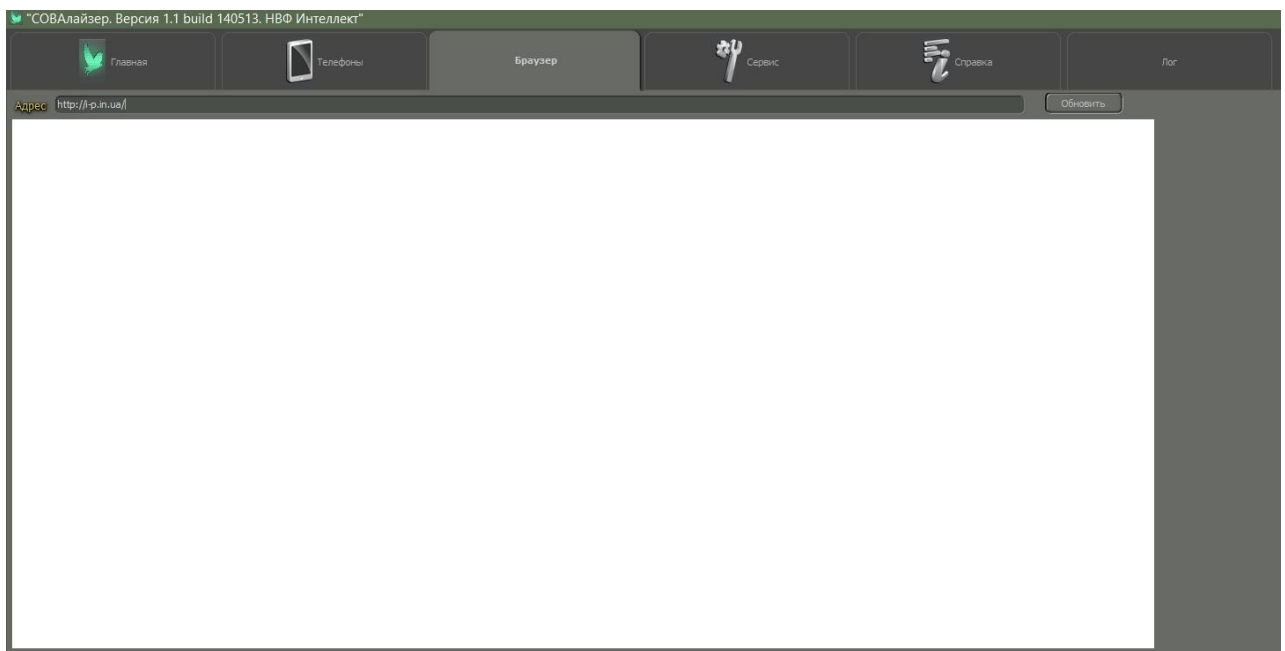 "СОВАлайзер. Версия 1.1 build 140513. НВФ Интеллект"
Главная
Телефоны
Браузер
Сервис
Справка
Лог
Адрес http://i-p.in.ua/
Обновить